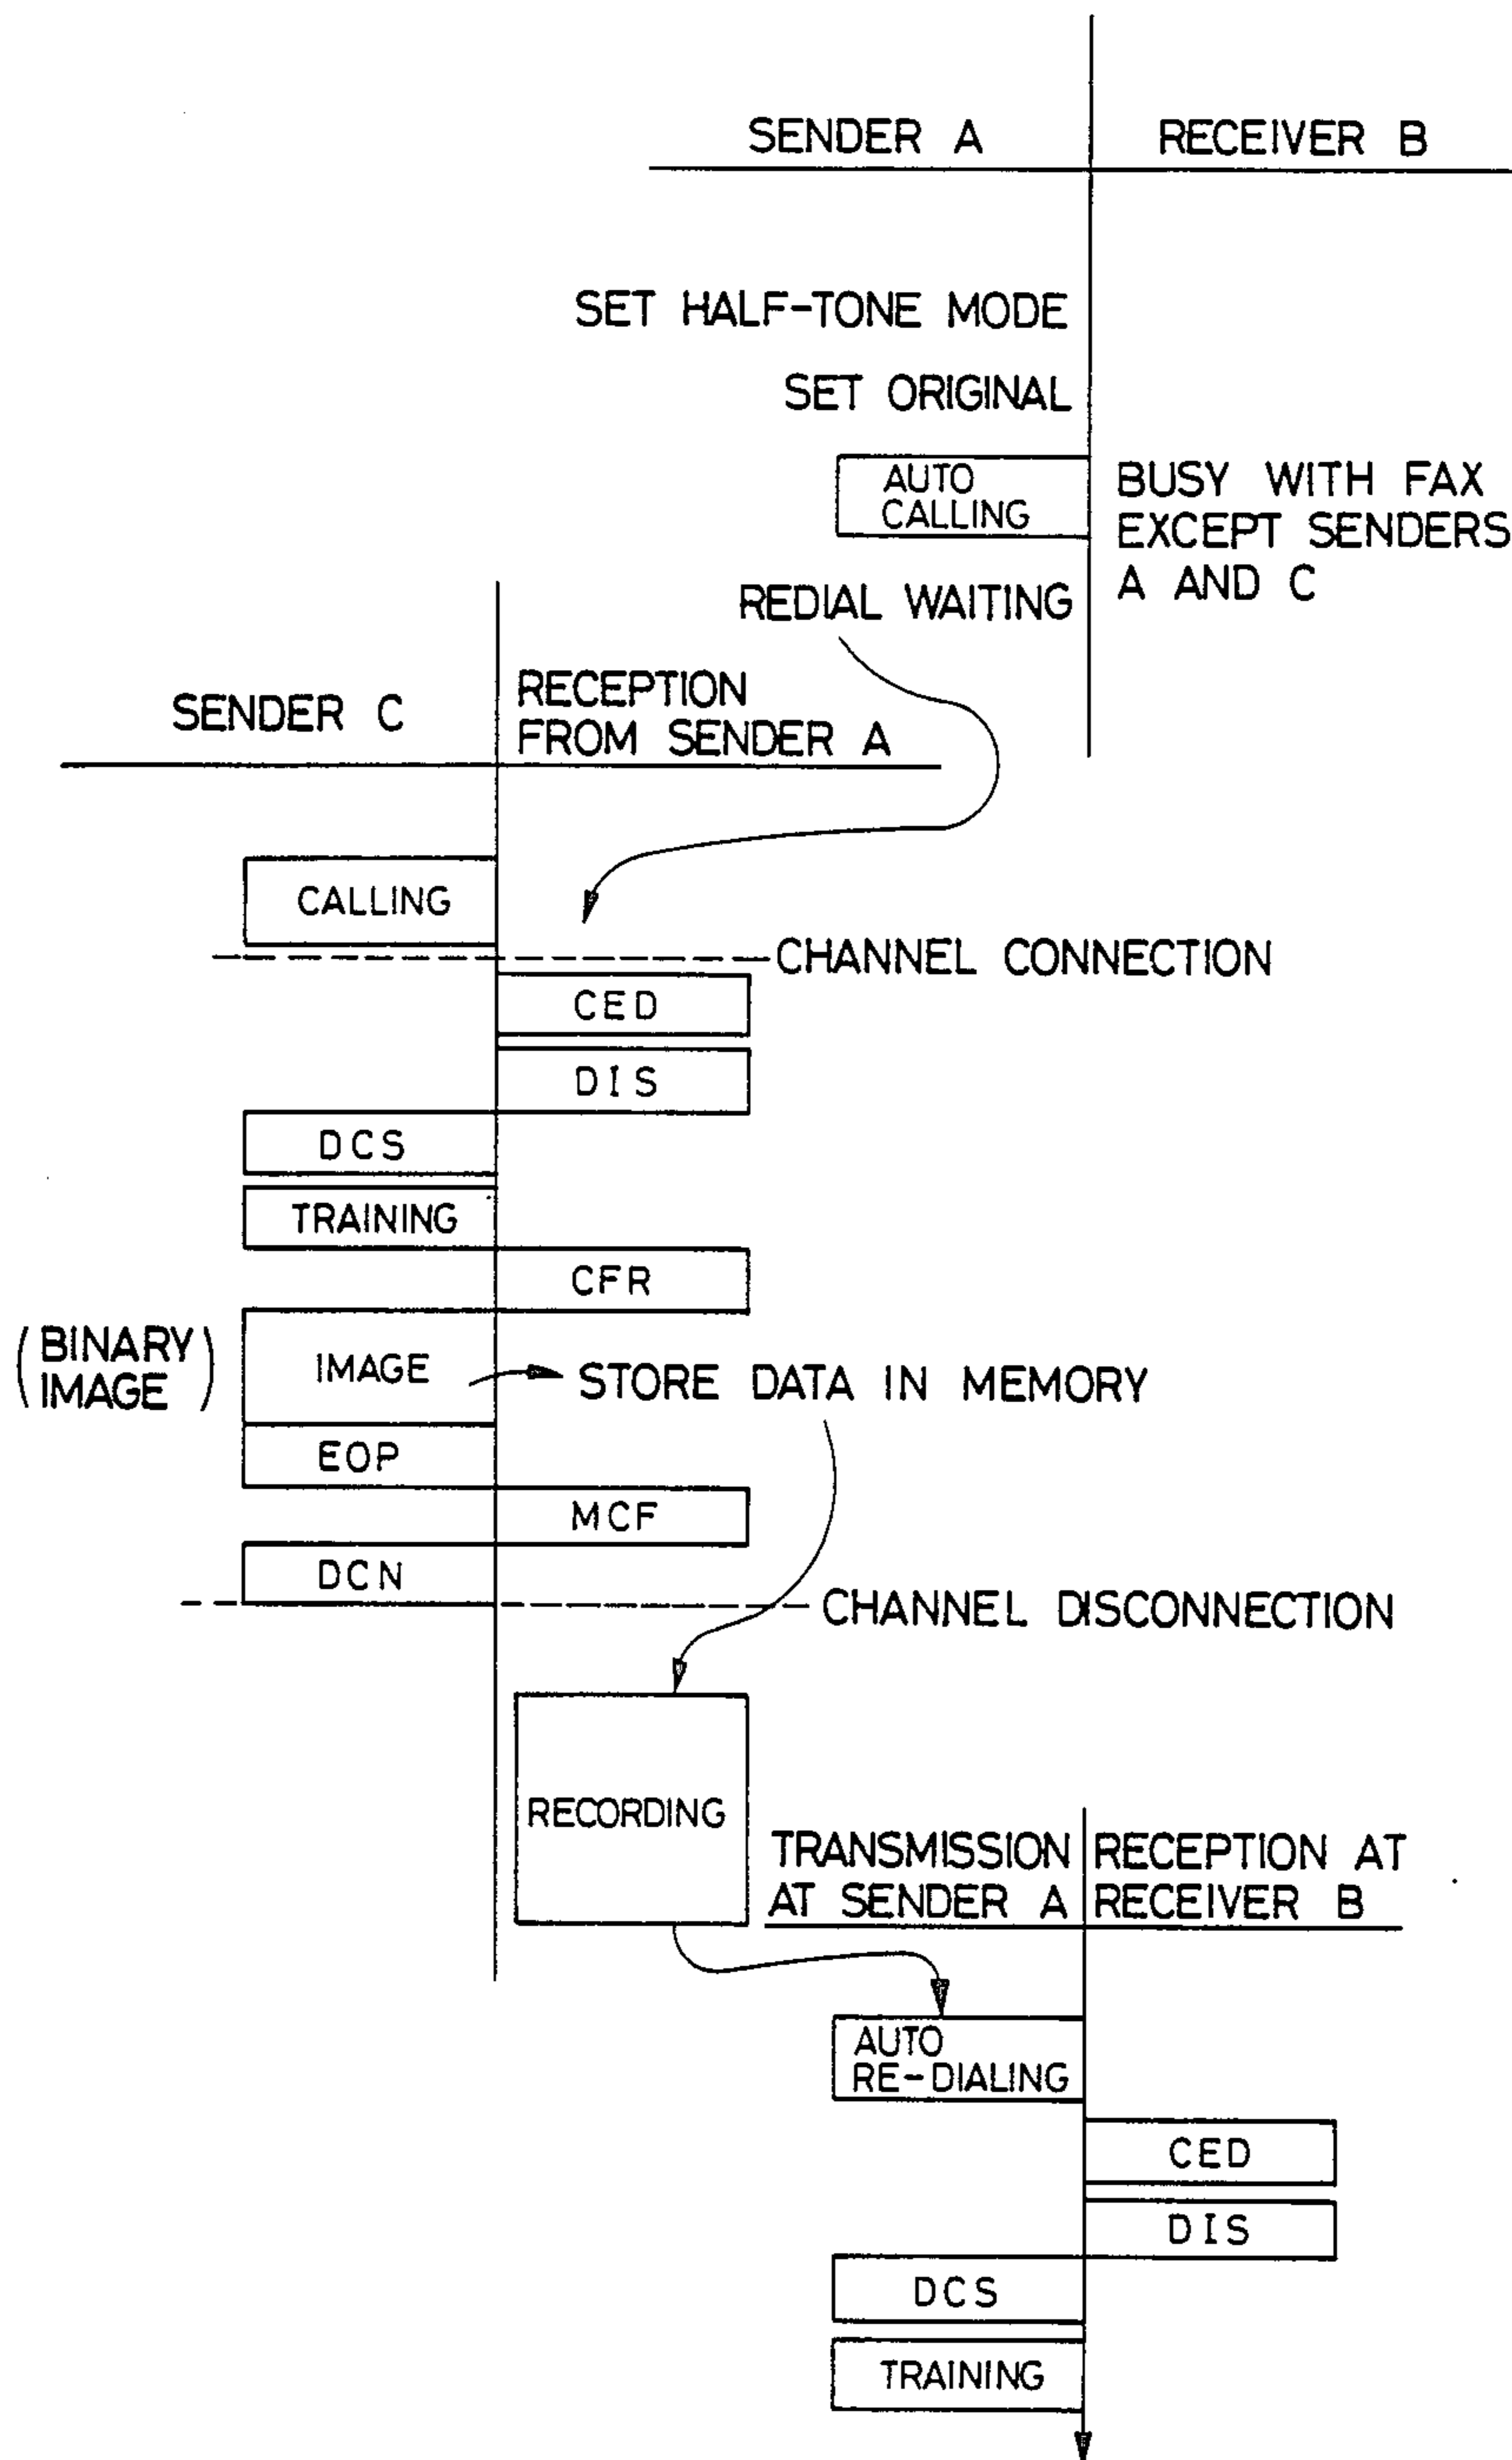 SENDER A
RECEIVER B
SET HALF-TONE MODE
SET ORIGINAL
AUTO
CALLING
BUSY WITH FAX
EXCEPT SENDERS
A AND C
REDIAL WAITING
SENDER C
RECEPTION
FROM SENDER A
CALLING
CHANNEL CONNECTION
CED
DIS
DCS
TRAINING
CFR
(BINARY
IMAGE)
IMAGE
STORE DATA IN MEMORY
EOP
MCF
DCN
CHANNEL DISCONNECTION
RECORDING
TRANSMISSION
AT SENDER A
RECEPTION AT
RECEIVER B
AUTO
RE-DIALING
CED
DIS
DCS
TRAINING